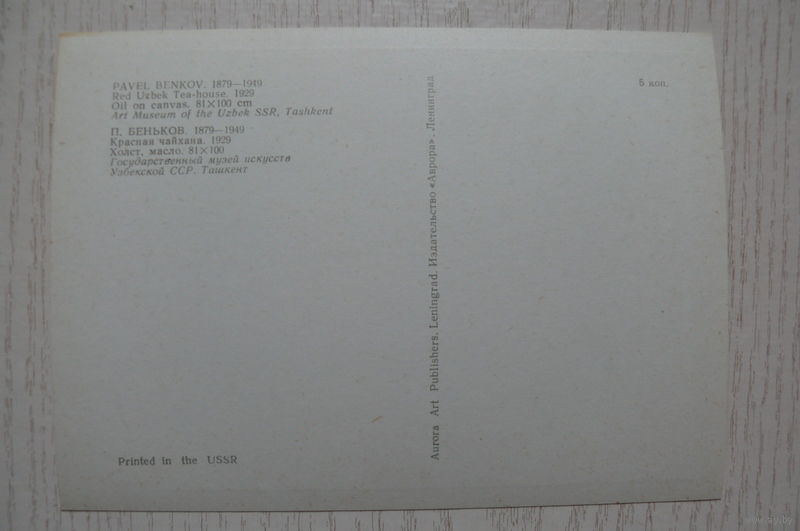 PAVEL BENKOV. 1879—1949
Red Uzbek Tea-house. 1929
Oil on canvas. 81×100 cm
Art Museum of the Uzbek SSR, Tashkent
П. БЕНЬКОВ. 1879—1949
Красная чайхана. 1929
Холст, масло. 81×100
Государственный музей искусств
Узбекской ССР. Ташкент
Printed in the USSR
Aurora Art Publishers. Leningrad. Издательство «Аврора». Ленинград
5 коп.